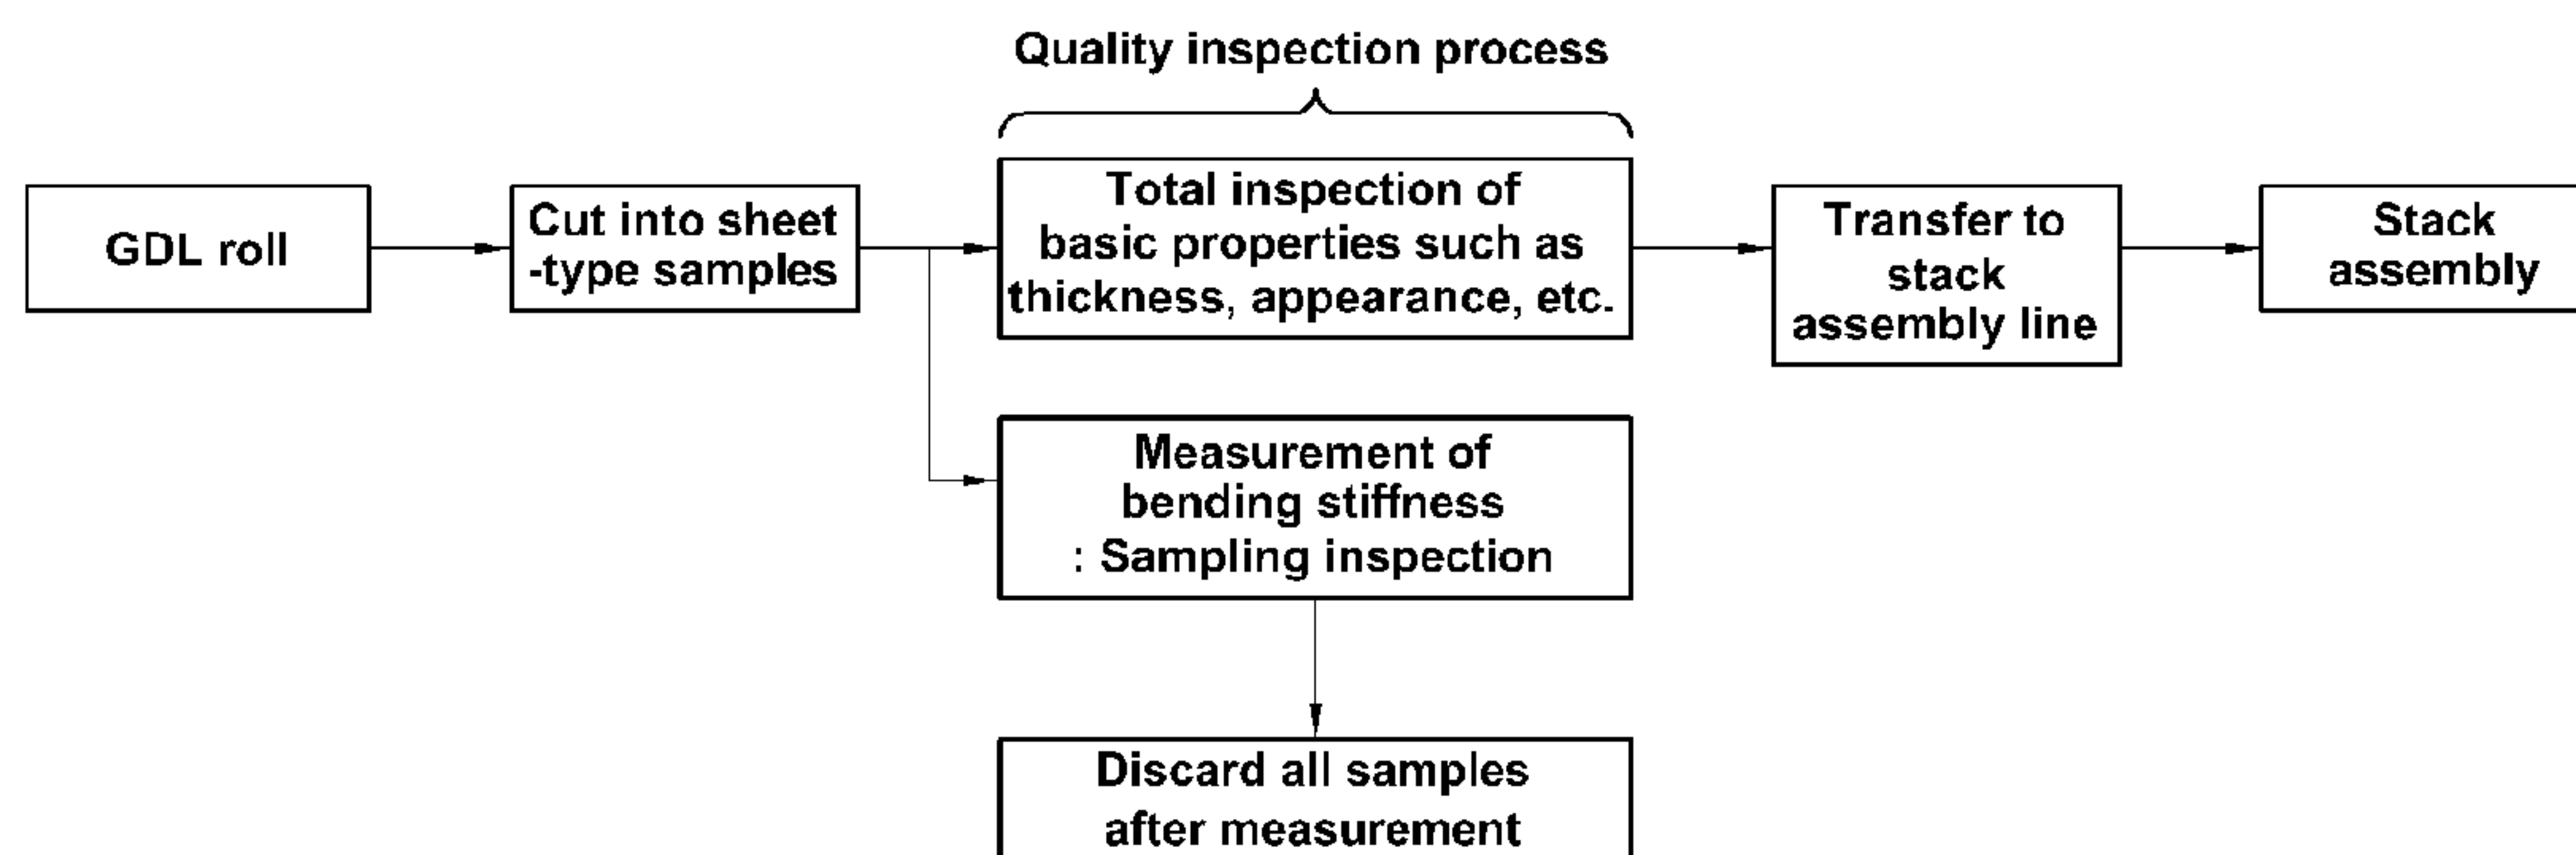 Quality inspection process
GDL roll
Cut into sheet
-type samples
Total inspection of
basic properties such as
thickness, appearance, etc.
Transfer to
stack
assembly line
Stack
assembly
Measurement of
bending stiffness
: Sampling inspection
Discard all samples
after measurement